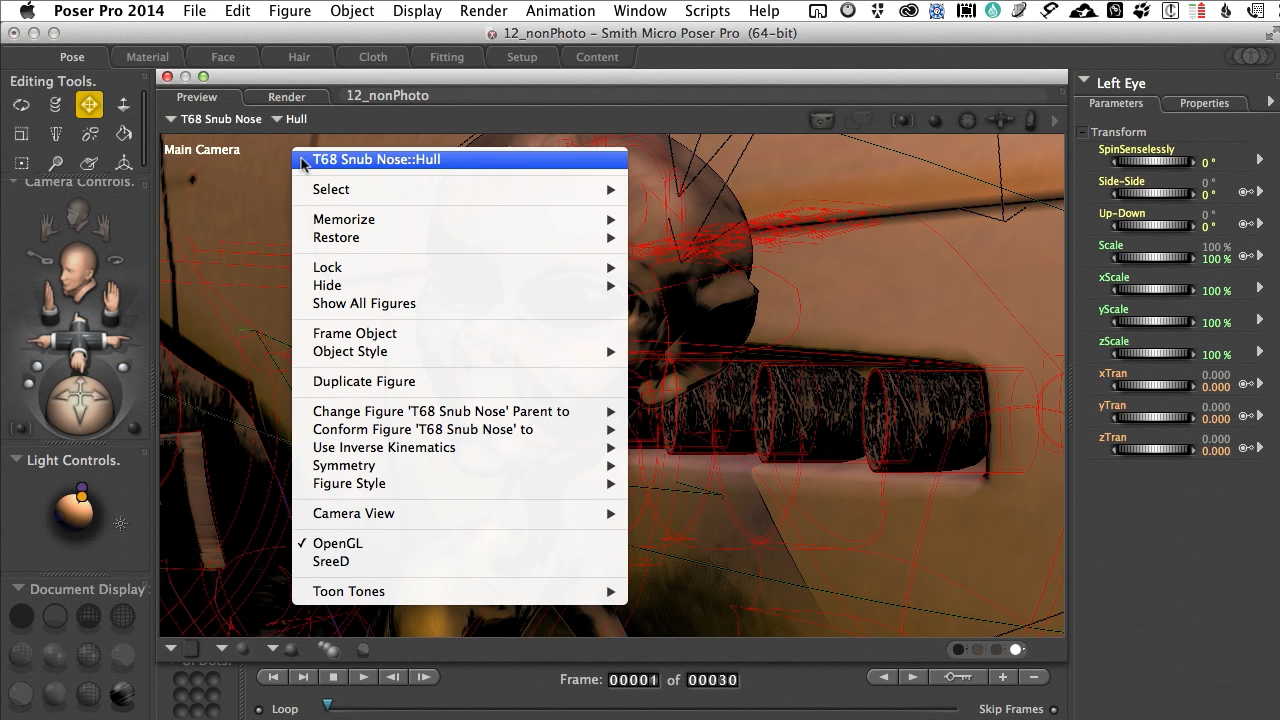 Poser Pro 2014 File Edit Figure Object Display Render Animation Window Scripts Help
12_nonPhoto – Smith Micro Poser Pro (64-bit)
Pose Material Face Hair Cloth Fitting Setup Content
Editing Tools.
Camera Controls.
Light Controls.
Document Display
Preview Render 12_nonPhoto
T68 Snub Nose Hull
Main Camera
T68 Snub Nose::Hull
Select
Memorize
Restore
Lock
Hide
Show All Figures
Frame Object
Object Style
Duplicate Figure
Change Figure 'T68 Snub Nose' Parent to
Conform Figure 'T68 Snub Nose' to
Use Inverse Kinematics
Symmetry
Figure Style
Camera View
✓ OpenGL
SreeD
Toon Tones
Left Eye
Parameters Properties
Transform
SpinSenselessly
0 °
Side-Side 0 °
0 °
Up-Down 0 °
0 °
Scale 100 %
100 %
xScale
100 %
yScale
100 %
zScale
100 %
xTran 0.000
0.000
yTran 0.000
0.000
zTran 0.000
0.000
Frame: 00001 of 00030
Loop Skip Frames